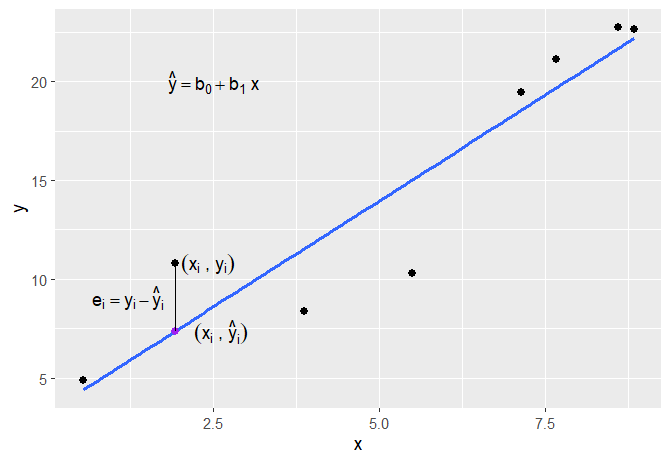 ŷ = b₀ + b₁ x
20
15
y
(xᵢ , yᵢ)
10
eᵢ = yᵢ − ŷᵢ
(xᵢ , ŷᵢ)
5
2.5 5.0 7.5
x